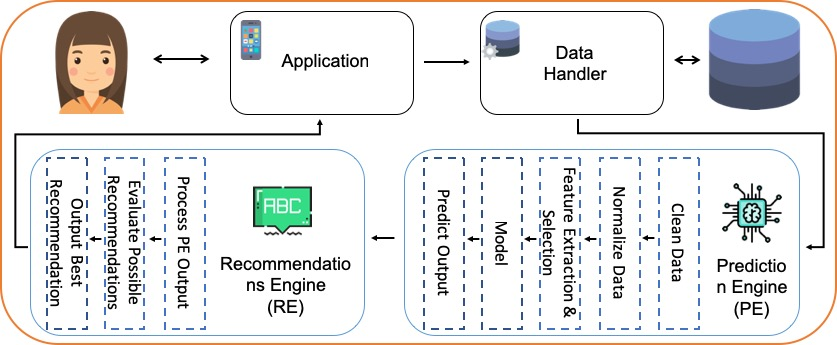 Application
Data
Handler
Output Best
Recommendation
Evaluate Possible
Recommendations
Process PE Output
ABC
Recommendatio
ns Engine
(RE)
Predict Output
Model
Feature Extraction &
Selection
Normalize Data
Clean Data
Predictio
n Engine
(PE)